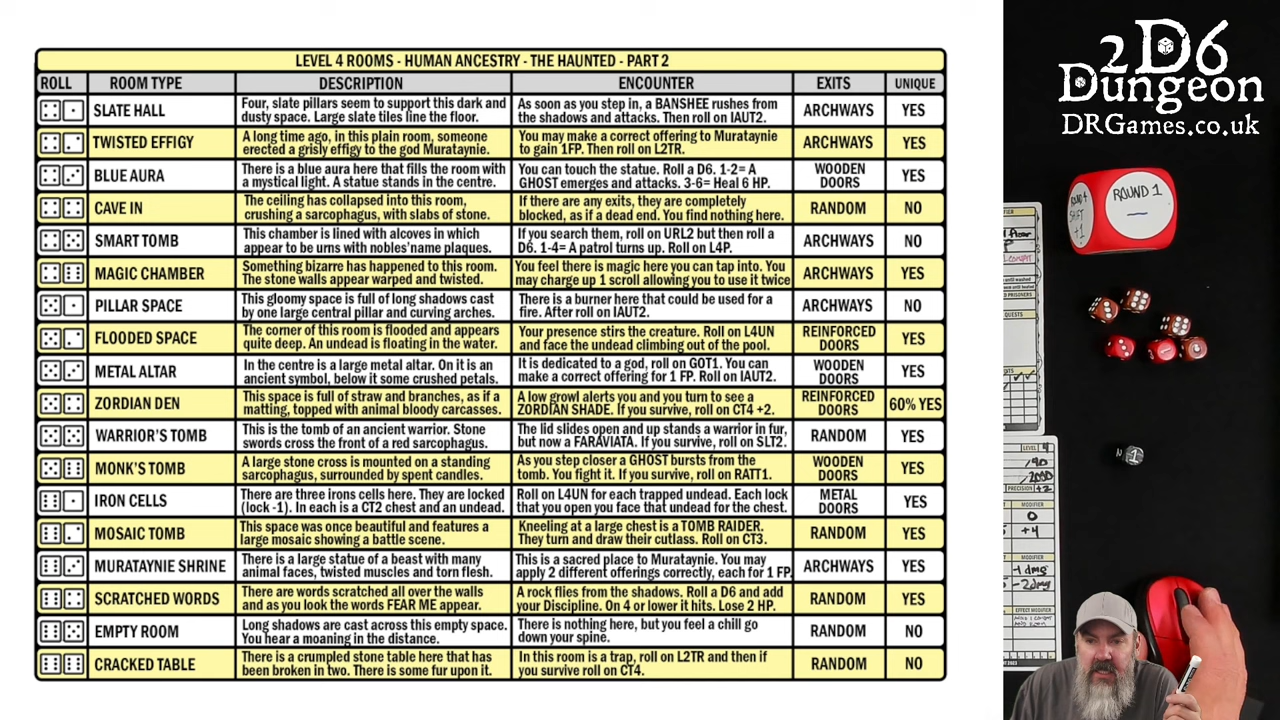 LEVEL 4 ROOMS - HUMAN ANCESTRY - THE HAUNTED - PART 2
ROLL ROOM TYPE DESCRIPTION ENCOUNTER EXITS UNIQUE
SLATE HALL Four, slate pillars seem to support this dark and As soon as you step in, a BANSHEE rushes from ARCHWAYS YES
dusty space. Large slate tiles line the floor. the shadows and attacks. Then roll on IAUT2.
TWISTED EFFIGY A long time ago, in this plain room, someone You may make a correct offering to Murataynie ARCHWAYS YES
erected a grisly effigy to the god Murataynie. to gain 1FP. Then roll on L2TR.
BLUE AURA There is a blue aura here that fills the room with You can touch the statue. Roll a D6. 1-2= A WOODEN YES
a mystical light. A statue stands in the centre. GHOST emerges and attacks. 3-6= Heal 6 HP. DOORS
CAVE IN The ceiling has collapsed into this room, If there are any exits, they are completely RANDOM NO
crushing a sarcophagus, with slabs of stone. blocked, as if a dead end. You find nothing here.
SMART TOMB This chamber is lined with alcoves in which If you search them, roll on URL2 but then roll a ARCHWAYS NO
appear to be urns with nobles'name plaques. D6. 1-4= A patrol turns up. Roll on L4P.
MAGIC CHAMBER Something bizarre has happened to this room. You feel there is magic here you can tap into. You ARCHWAYS YES
The stone walls appear warped and twisted. may charge up 1 scroll allowing you to use it twice
PILLAR SPACE This gloomy space is full of long shadows cast There is a burner here that could be used for a ARCHWAYS NO
by one large central pillar and curving arches. fire. After roll on IAUT2.
FLOODED SPACE The corner of this room is flooded and appears Your presence stirs the creature. Roll on L4UN REINFORCED YES
quite deep. An undead is floating in the water. and face the undead climbing out of the pool. DOORS
METAL ALTAR In the centre is a large metal altar. On it is an It is dedicated to a god, roll on GOT1. You can WOODEN YES
ancient symbol, below it some crushed petals. make a correct offering for 1 FP. Roll on IAUT2. DOORS
ZORDIAN DEN This space is full of straw and branches, as if a A low growl alerts you and you turn to see a REINFORCED 60% YES
matting, topped with animal bloody carcasses. ZORDIAN SHADE. If you survive, roll on CT4 +2. DOORS
WARRIOR'S TOMB This is the tomb of an ancient warrior. Stone The lid slides open and up stands a warrior in fur, RANDOM YES
swords cross the front of a red sarcophagus. but now a FARAVIATA. If you survive, roll on SLT2.
MONK'S TOMB A large stone cross is mounted on a standing As you step closer a GHOST bursts from the WOODEN YES
sarcophagus, surrounded by spent candles. tomb. You fight it. If you survive, roll on RATT1. DOORS
IRON CELLS There are three irons cells here. They are locked Roll on L4UN for each trapped undead. Each lock METAL YES
(lock -1). In each is a CT2 chest and an undead. that you open you face that undead for the chest. DOORS
MOSAIC TOMB This space was once beautiful and features a Kneeling at a large chest is a TOMB RAIDER. RANDOM YES
large mosaic showing a battle scene. They turn and draw their cutlass. Roll on CT3.
MURATAYNIE SHRINE There is a large statue of a beast with many This is a sacred place to Murataynie. You may ARCHWAYS YES
animal faces, twisted muscles and torn flesh. apply 2 different offerings correctly, each for 1 FP.
SCRATCHED WORDS There are words scratched all over the walls A rock flies from the shadows. Roll a D6 and add RANDOM YES
and as you look the words FEAR ME appear. your Discipline. On 4 or lower it hits. Lose 2 HP.
EMPTY ROOM Long shadows are cast across this empty space. There is nothing here, but you feel a chill go RANDOM NO
You hear a moaning in the distance. down your spine.
CRACKED TABLE There is a crumpled stone table here that has In this room is a trap, roll on L2TR and then if RANDOM NO
been broken in two. There is some fur upon it. you survive roll on CT4.
2D6
Dungeon
DRGames.co.uk
ROUND 1
QUESTS
LEVEL 4
PRECISION +2
MODIFIER
0
+4
MODIFIER
-1 dmg
-2 dmg
EFFECT MODIFIER